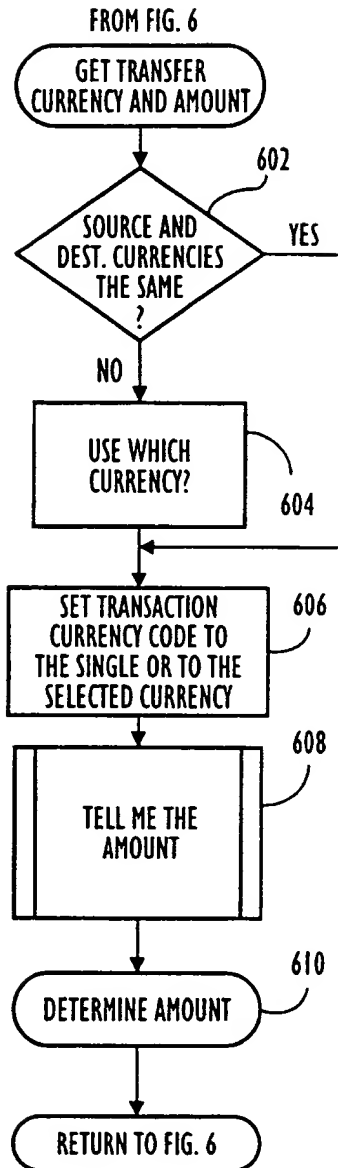 FROM FIG. 6
GET TRANSFER
CURRENCY AND AMOUNT
602
SOURCE AND
DEST. CURRENCIES
THE SAME
?
YES
NO
USE WHICH
CURRENCY?
604
SET TRANSACTION
CURRENCY CODE TO
THE SINGLE OR TO THE
SELECTED CURRENCY
606
TELL ME THE
AMOUNT
608
DETERMINE AMOUNT
610
RETURN TO FIG. 6